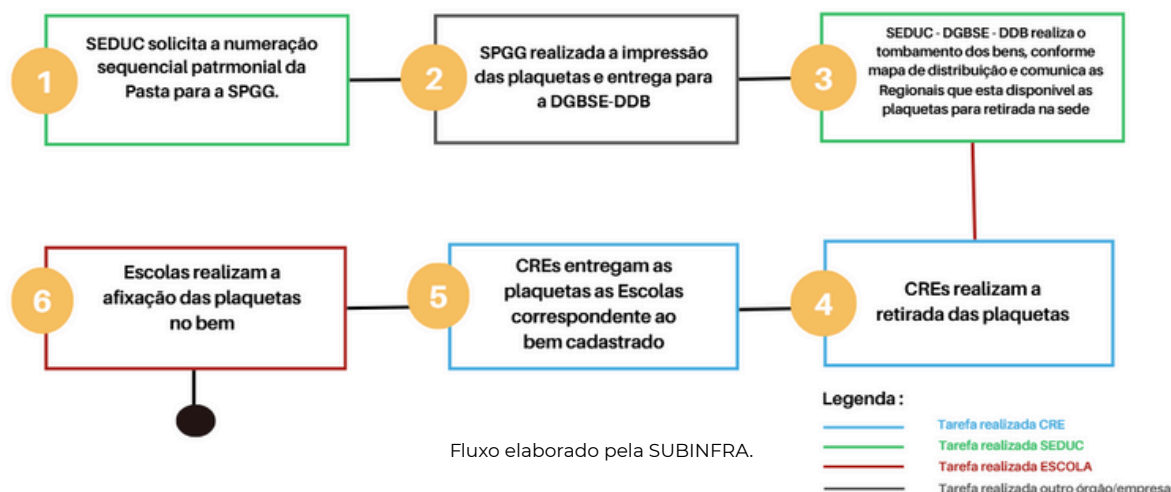 1
SEDUC solicita a numeração
sequencial patrmonial da
Pasta para a SPGG.
2
SPGG realizada a impressão
das plaquetas e entrega para
a DGBSE-DDB
3
SEDUC - DGBSE - DDB realiza o
tombamento dos bens, conforme
mapa de distribuição e comunica as
Regionais que esta disponivel as
plaquetas para retirada na sede
4
CREs realizam a
retirada das plaquetas
5
CREs entregam as
plaquetas as Escolas
correspondente ao
bem cadastrado
6
Escolas realizam a
afixação das plaquetas
no bem
Fluxo elaborado pela SUBINFRA.
Legenda :
Tarefa realizada CRE
Tarefa realizada SEDUC
Tarefa realizada ESCOLA
Tarefa realizada outro órgão/empresa